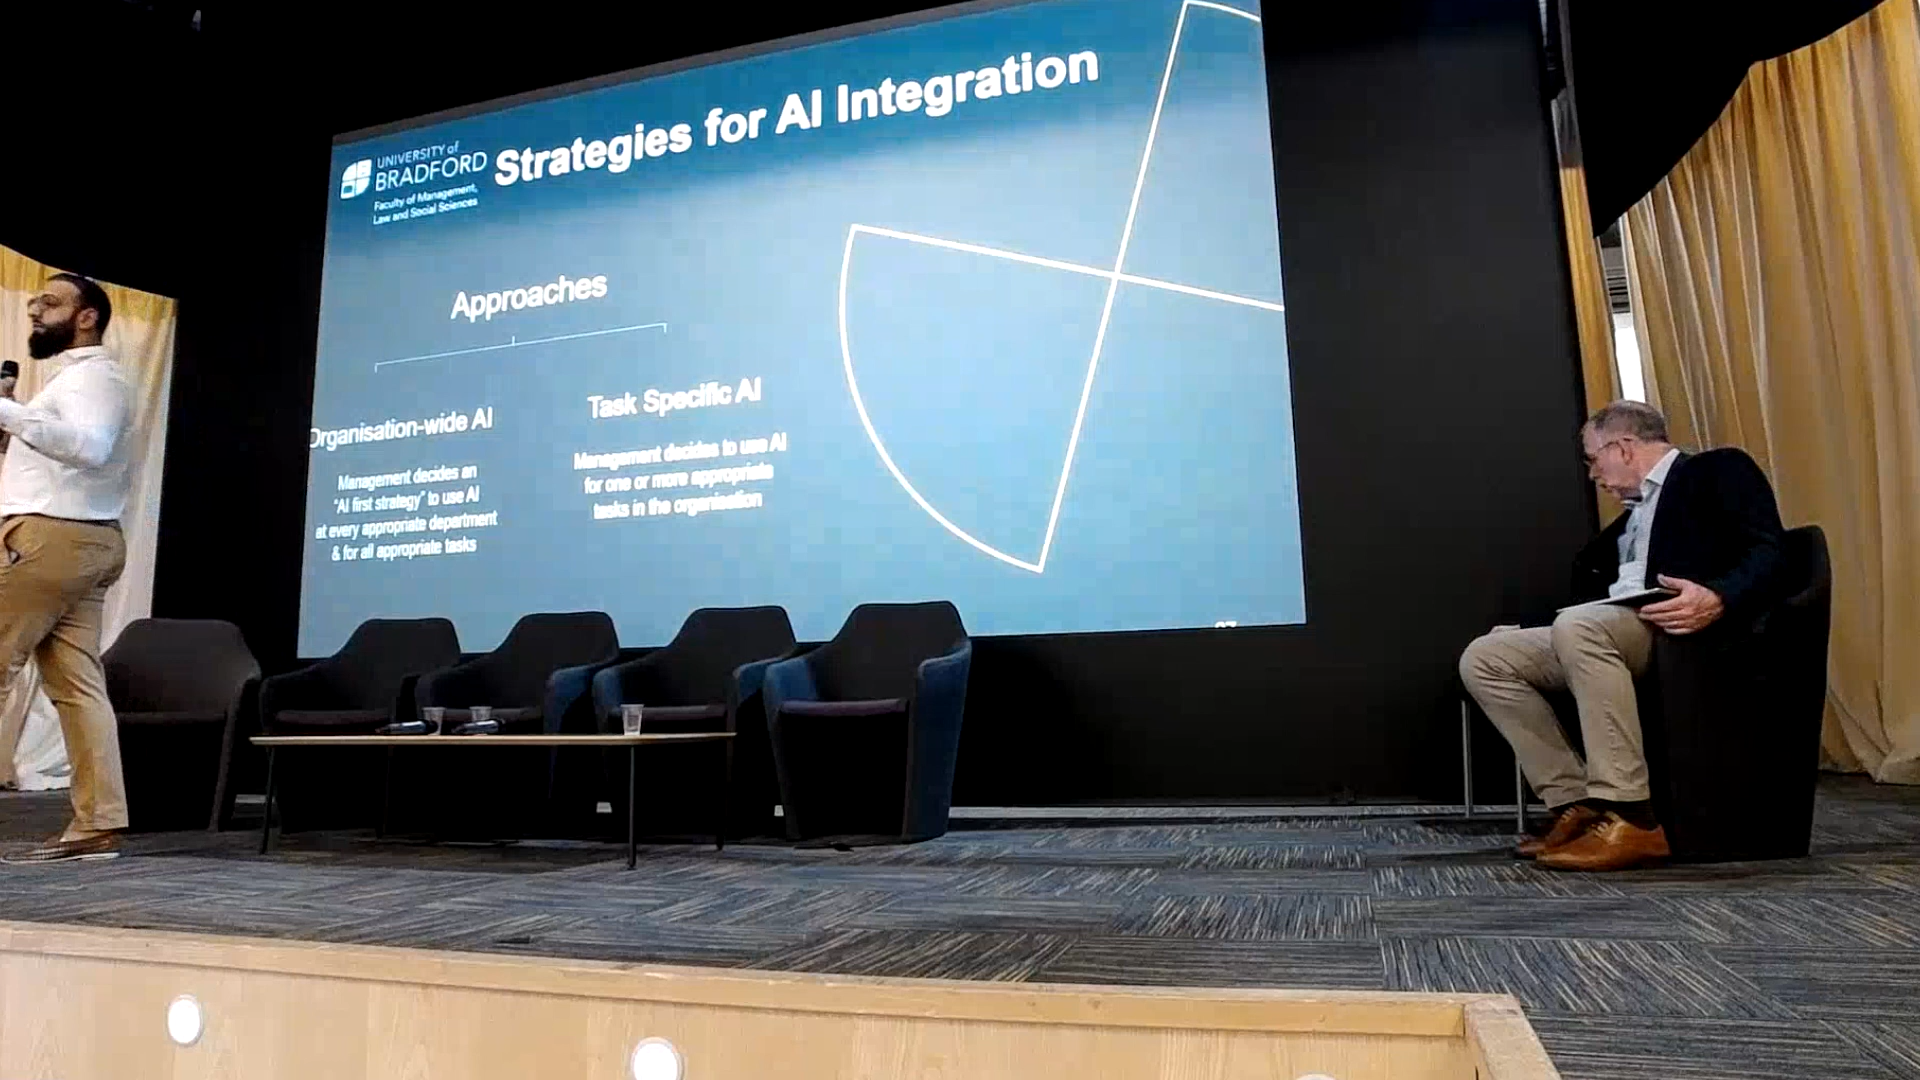 Strategies for AI Integration
UNIVERSITY of
BRADFORD
Faculty of Management,
Law and Social Sciences
Approaches
Organisation-wide AI
Management decides an
"AI first strategy" to use AI
at every appropriate department
& for all appropriate tasks
Task Specific AI
Management decides to use AI
for one or more appropriate
tasks in the organisation